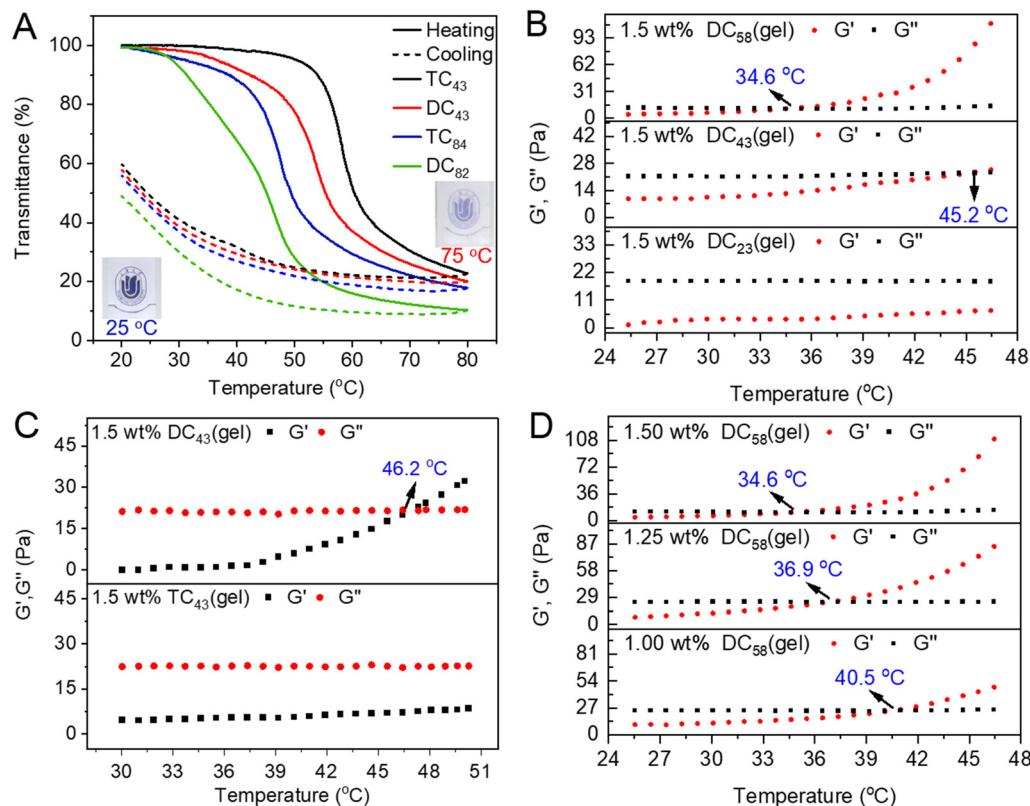 A
100
80
60
40
20
0
Transmittance (%)
Heating
Cooling
TC₄₃
DC₄₃
TC₈₄
DC₈₂
25 °C
75 °C
20 30 40 50 60 70 80
Temperature (°C)
B
1.5 wt% DC₅₈(gel) G' G''
93
62
31
0
34.6 °C
1.5 wt% DC₄₃(gel) G' G''
42
28
14
0
45.2 °C
1.5 wt% DC₂₃(gel) G' G''
33
22
11
0
G', G'' (Pa)
24 27 30 33 36 39 42 45 48
Temperature (°C)
C
1.5 wt% DC₄₃(gel) G' G''
45
30
15
0
46.2 °C
1.5 wt% TC₄₃(gel) G' G''
45
30
15
0
G',G'' (Pa)
30 33 36 39 42 45 48 51
Temperature (°C)
D
1.50 wt% DC₅₈(gel) G' G''
108
72
36
0
34.6 °C
1.25 wt% DC₅₈(gel) G' G''
87
58
29
0
36.9 °C
1.00 wt% DC₅₈(gel) G' G''
81
54
27
0
40.5 °C
G', G'' (Pa)
24 27 30 33 36 39 42 45 48
Temperature (°C)